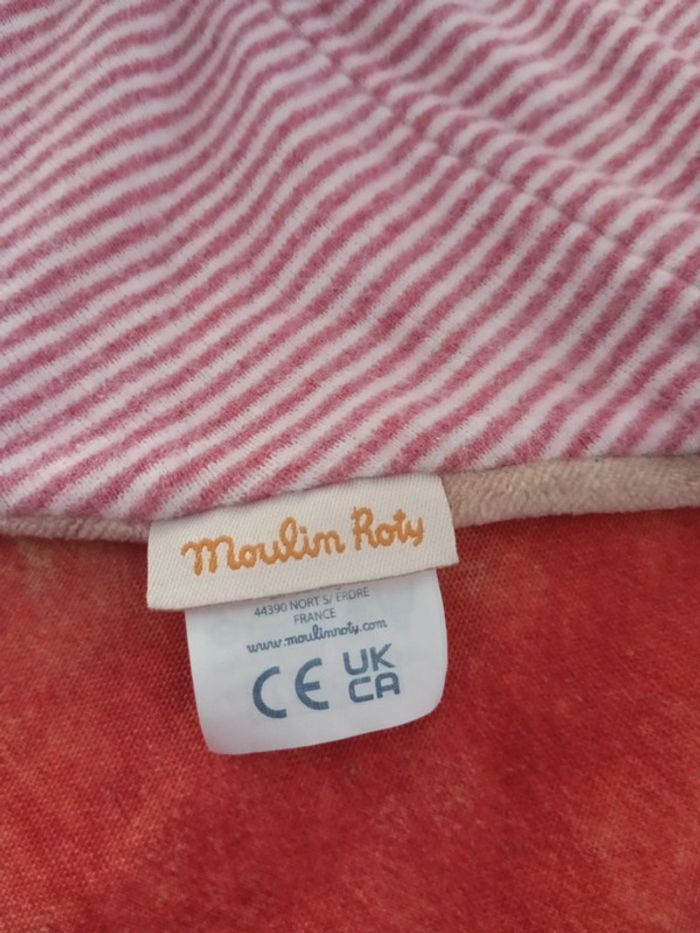 Moulin Roty
44390 NORT S/ ERDRE
FRANCE
www.moulinroty.com
CE UK
CA